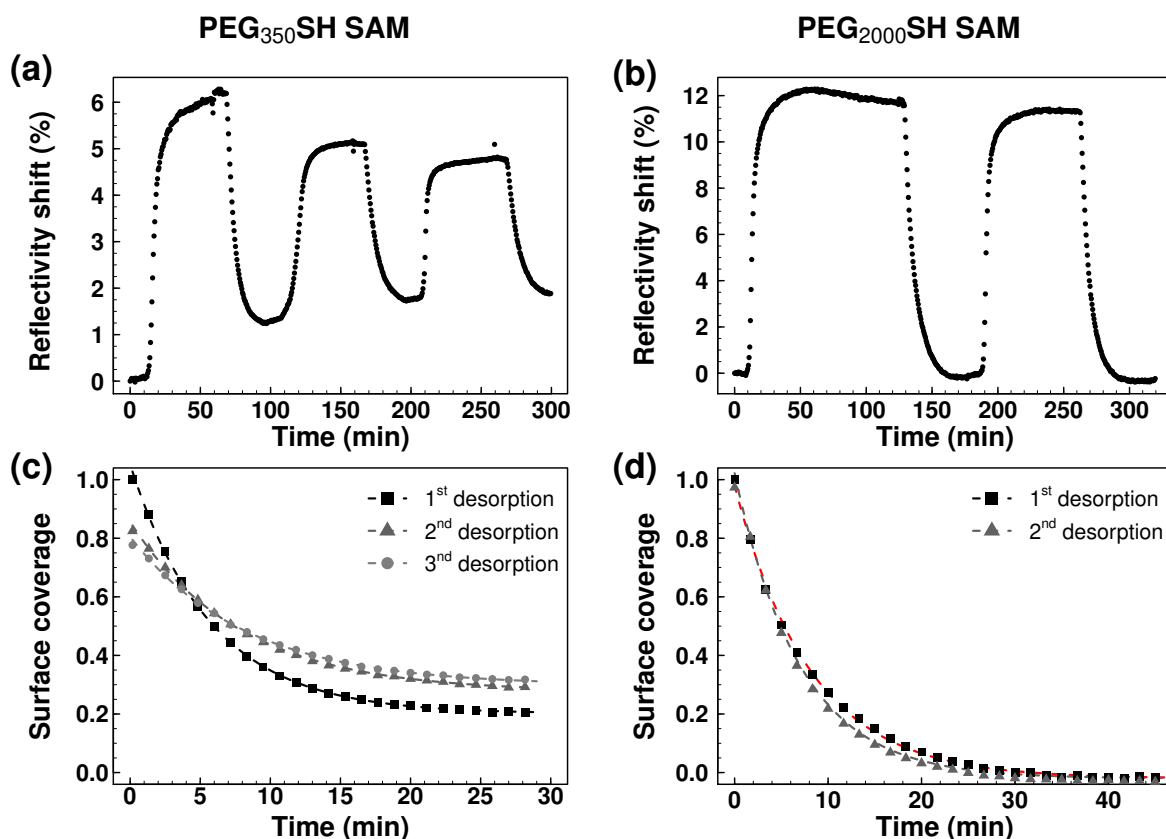 PEG350SH SAM
PEG2000SH SAM
(a)
Reflectivity shift (%)
6
5
4
3
2
1
0
0 50 100 150 200 250 300
Time (min)
(b)
Reflectivity shift (%)
12
10
8
6
4
2
0
0 50 100 150 200 250 300
Time (min)
(c)
Surface coverage
1.0
0.8
0.6
0.4
0.2
0.0
1st desorption
2nd desorption
3nd desorption
0 5 10 15 20 25 30
Time (min)
(d)
Surface coverage
1.0
0.8
0.6
0.4
0.2
0.0
1st desorption
2nd desorption
0 10 20 30 40
Time (min)